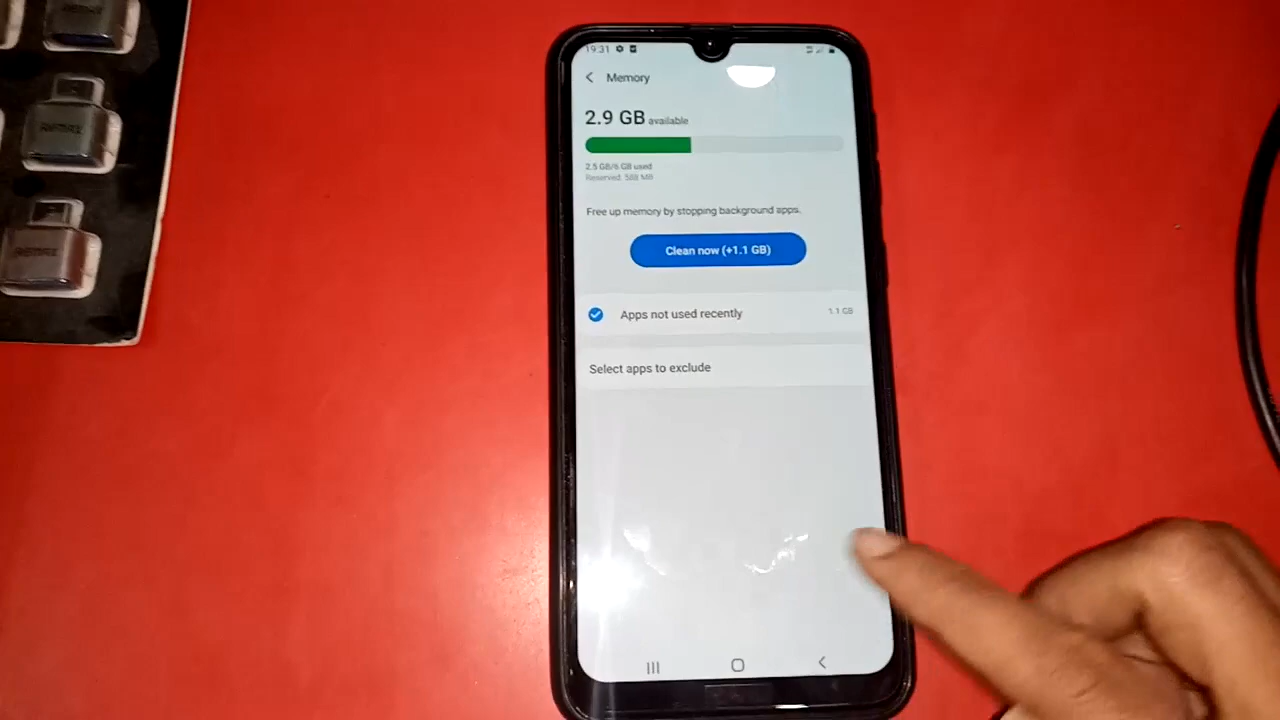 19:31
Memory
2.9 GB available
2.5 GB/6 GB used
Reserved: 588 MB
Free up memory by stopping background apps.
Clean now (+1.1 GB)
Apps not used recently 1.1 GB
Select apps to exclude
REMAX
REMAX